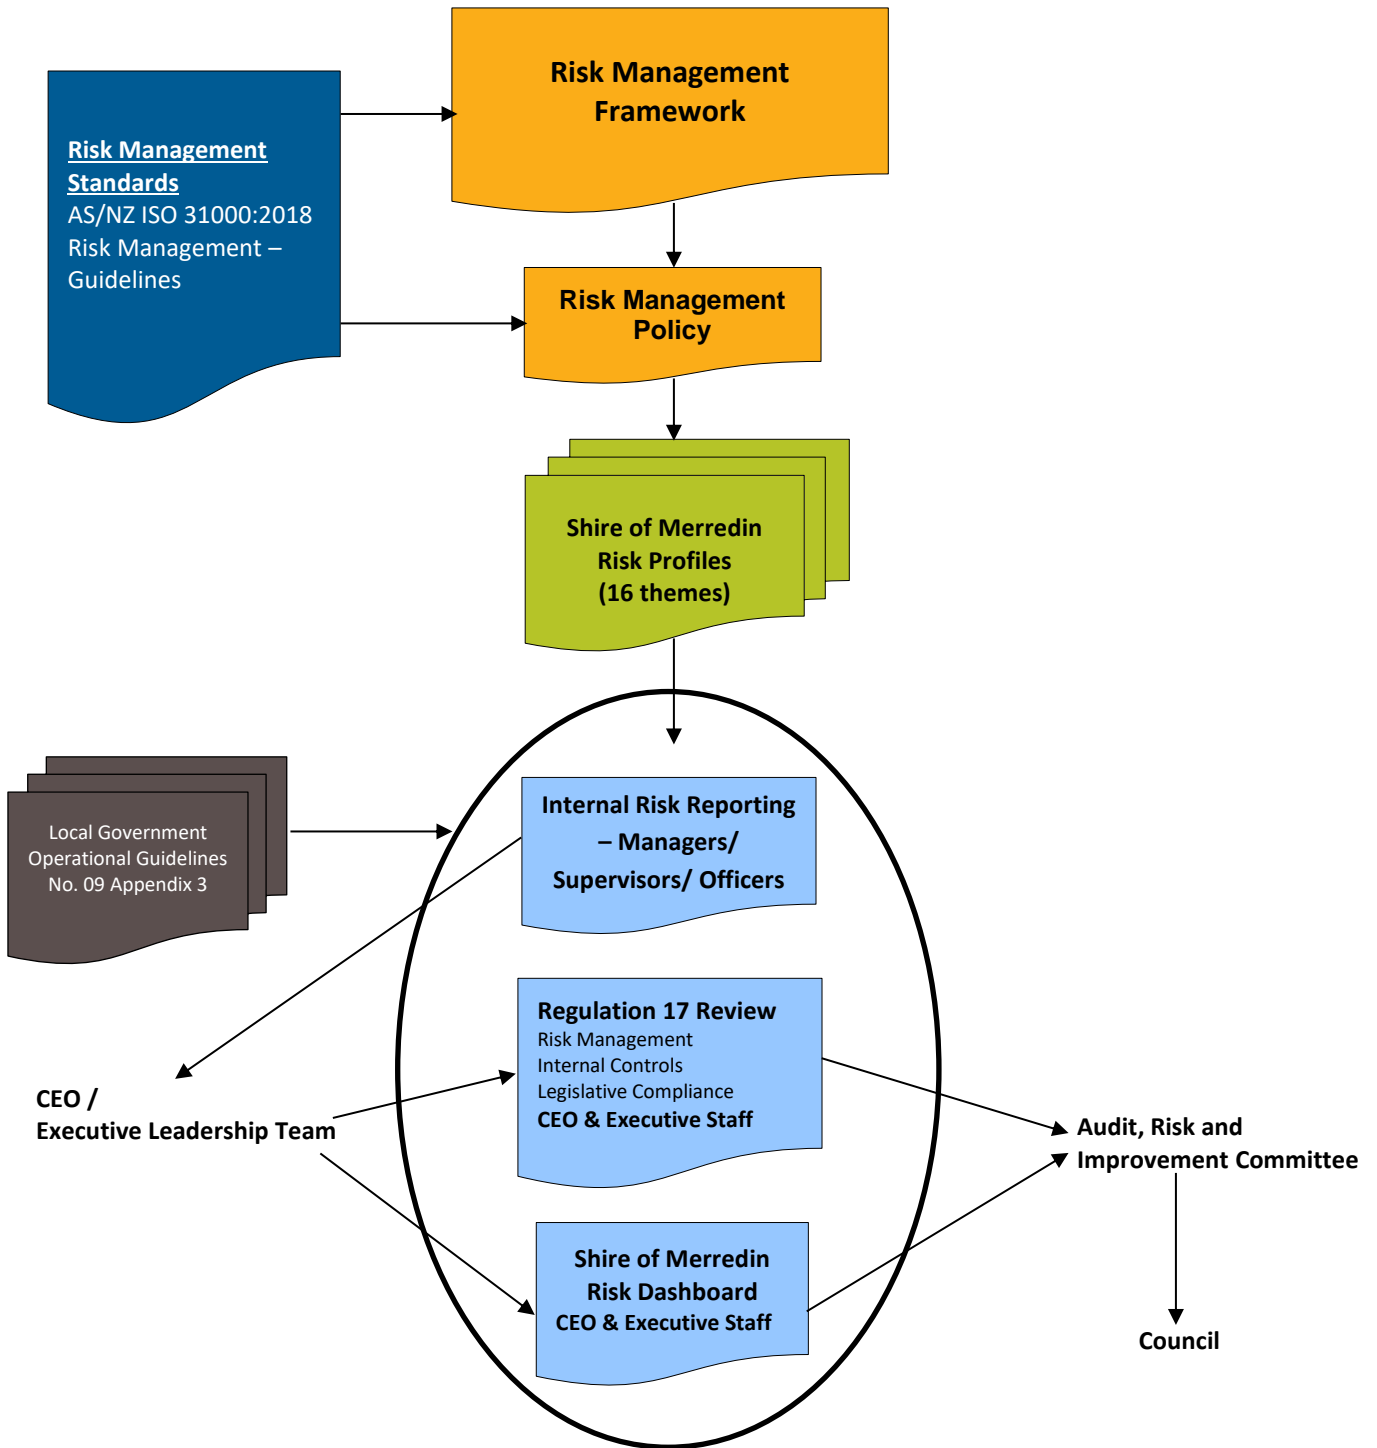 Risk Management
Framework
Risk Management
Standards
AS/NZ ISO 31000:2018
Risk Management –
Guidelines
Risk Management
Policy
Shire of Merredin
Risk Profiles
(16 themes)
Local Government
Operational Guidelines
No. 09 Appendix 3
Internal Risk Reporting
– Managers/
Supervisors/ Officers
Regulation 17 Review
Risk Management
Internal Controls
Legislative Compliance
CEO & Executive Staff
CEO /
Executive Leadership Team
Audit, Risk and
Improvement Committee
Shire of Merredin
Risk Dashboard
CEO & Executive Staff
Council